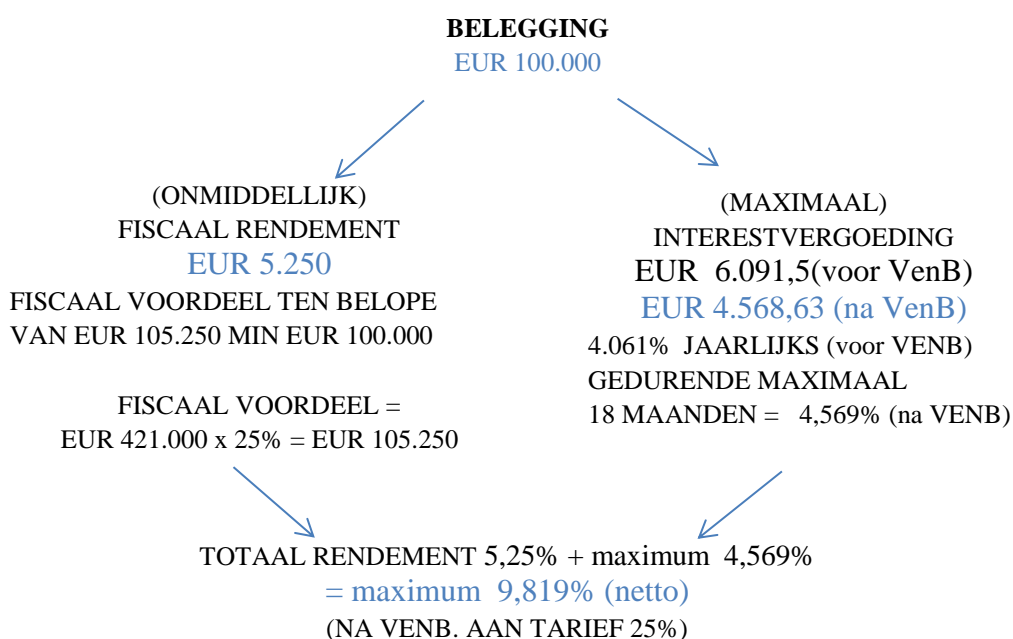 BELEGGING
EUR 100.000
(ONMIDDELLIJK)
FISCAAL RENDEMENT
EUR 5.250
FISCAAL VOORDEEL TEN BELOPE
VAN EUR 105.250 MIN EUR 100.000
FISCAAL VOORDEEL =
EUR 421.000 x 25% = EUR 105.250
(MAXIMAAL)
INTERESTVERGOEDING
EUR 6.091,5(voor VenB)
EUR 4.568,63 (na VenB)
4.061% JAARLIJKS (voor VENB)
GEDURENDE MAXIMAAL
18 MAANDEN = 4,569% (na VENB)
TOTAAL RENDEMENT 5,25% + maximum 4,569%
= maximum 9,819% (netto)
(NA VENB. AAN TARIEF 25%)